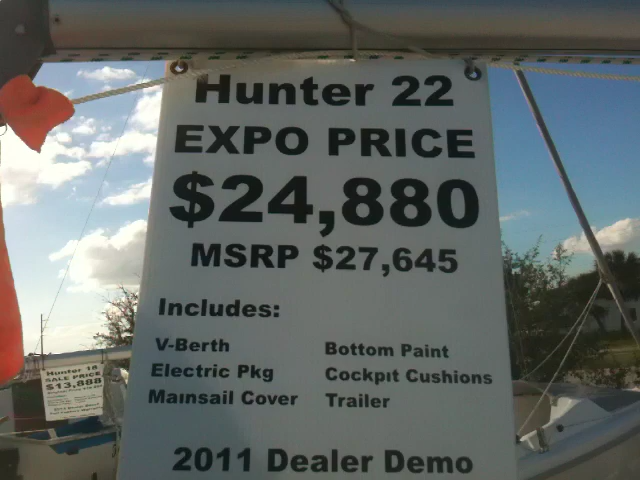 Hunter 22
EXPO PRICE
$24,880
MSRP $27,645
Includes:
V-Berth
Electric Pkg
Mainsail Cover
Bottom Paint
Cockpit Cushions
Trailer
2011 Dealer Demo
Hunter 18
SALE PRICE
$13,888